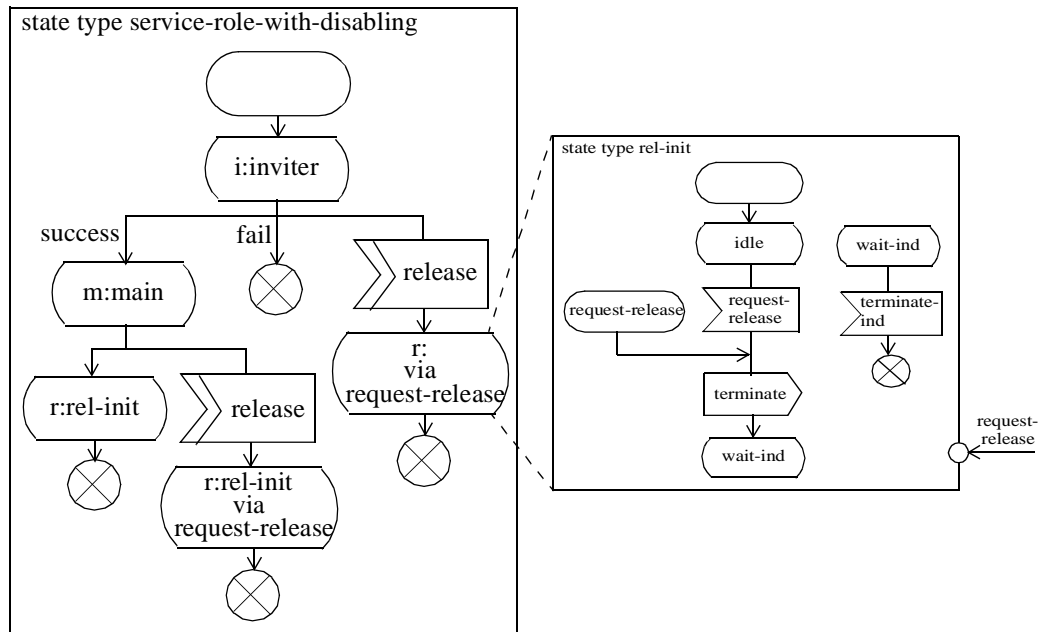 state type service-role-with-disabling
i:inviter
success
fail
release
m:main
r:
via
request-release
r:rel-init
release
r:rel-init
via
request-release
state type rel-init
idle
wait-ind
request-release
request-
release
terminate-
ind
terminate
wait-ind
request-
release